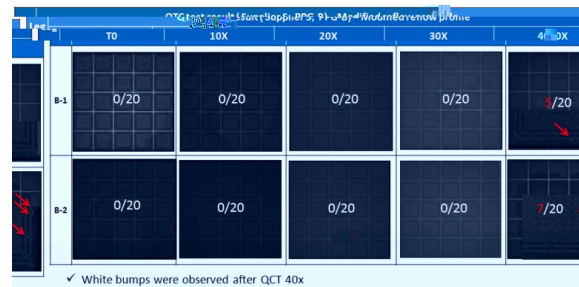 T0 10X 20X 30X
B-1 0/20 0/20 0/20 0/20 5/20
B-2 0/20 0/20 0/20 0/20 7/20
✓ White bumps were observed after QCT 40x